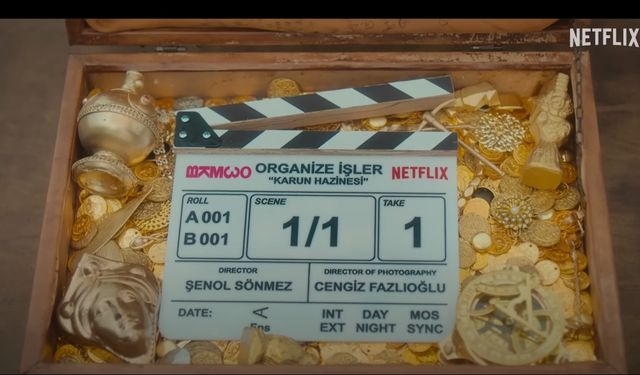 NETFLIX
BKM ORGANİZE İŞLER NETFLIX
"KARUN HAZİNESİ"
ROLL SCENE TAKE
A 001
B 001
1/1
1
DIRECTOR DIRECTOR OF PHOTOGRAPHY
ŞENOL SÖNMEZ CENGİZ FAZLIOĞLU
DATE: A INT DAY MOS
EXT NIGHT SYNC